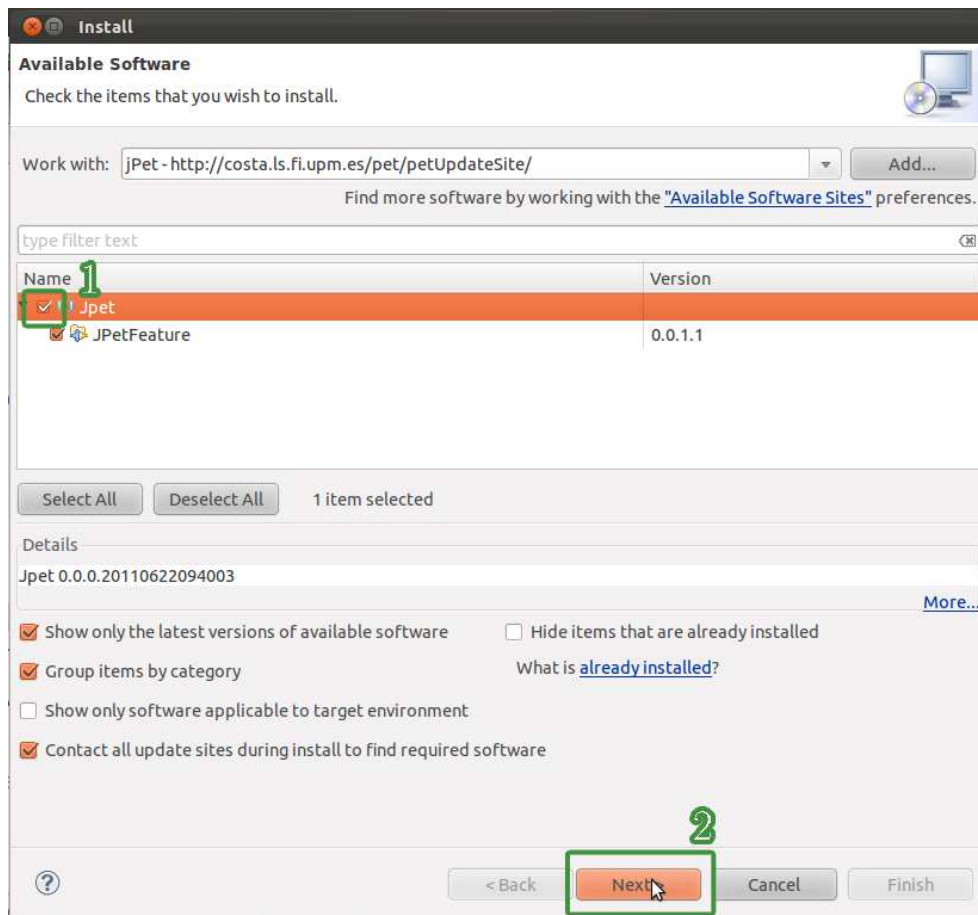 Install
Available Software
Check the items that you wish to install.
Work with: jPet - http://costa.ls.fi.upm.es/pet/petUpdateSite/ Add...
Find more software by working with the "Available Software Sites" preferences.
type filter text
Name 1 Version
Jpet
JPetFeature 0.0.1.1
Select All Deselect All 1 item selected
Details
Jpet 0.0.0.20110622094003
More...
Show only the latest versions of available software Hide items that are already installed
Group items by category What is already installed?
Show only software applicable to target environment
Contact all update sites during install to find required software
2
? < Back Next > Cancel Finish